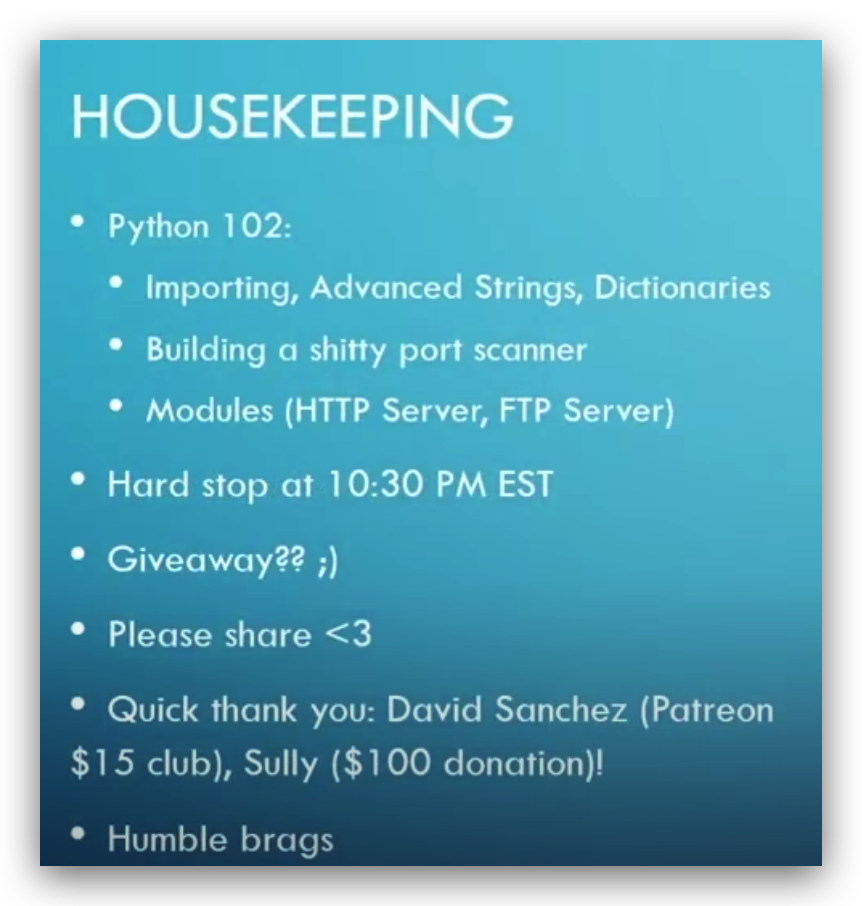 HOUSEKEEPING
• Python 102:
• Importing, Advanced Strings, Dictionaries
• Building a shitty port scanner
• Modules (HTTP Server, FTP Server)
• Hard stop at 10:30 PM EST
• Giveaway?? ;)
• Please share <3
• Quick thank you: David Sanchez (Patreon
$15 club), Sully ($100 donation)!
• Humble brags